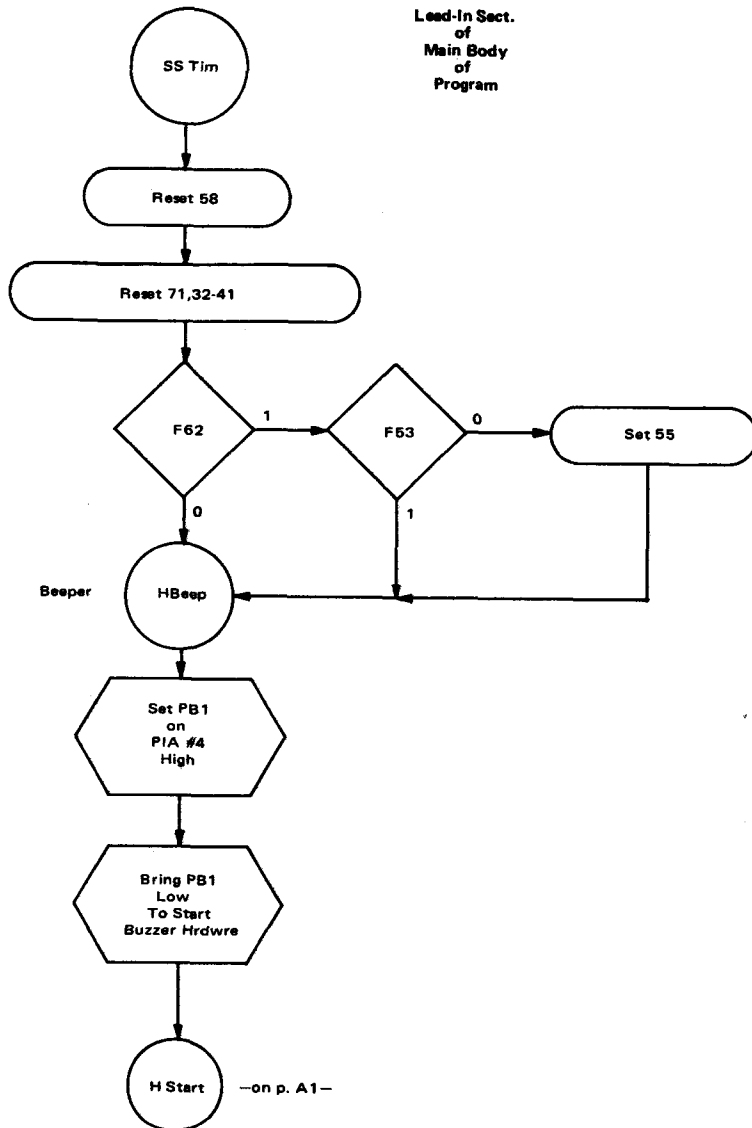 Lead-In Sect.
of
Main Body
of
Program
SS Tim
Reset 58
Reset 71,32-41
F62
1
F53
0
Set 55
0
1
Beeper
HBeep
Set PB1
on
PIA #4
High
Bring PB1
Low
To Start
Buzzer Hrdwre
H Start
—on p. A1—